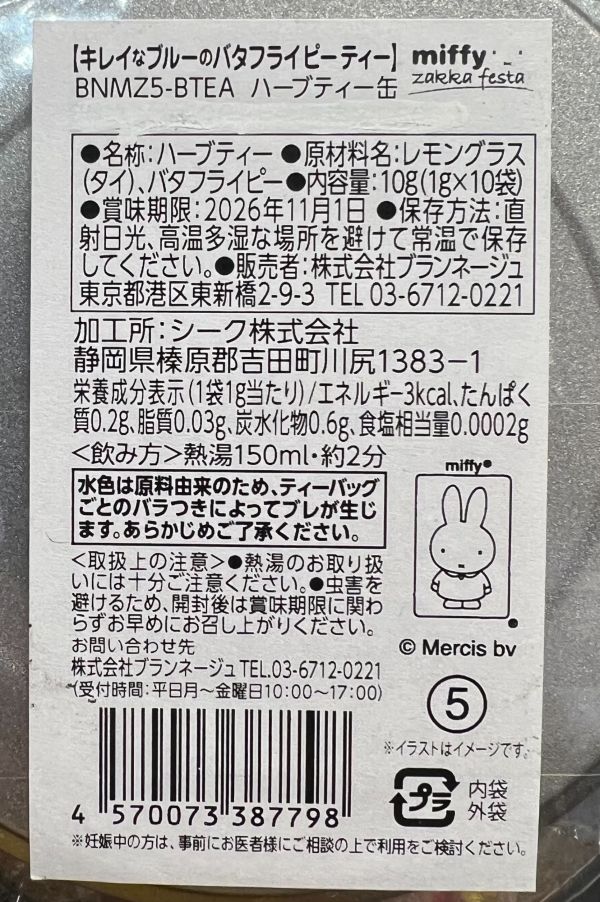 【キレイなブルーのバタフライピーティー】 miffy
zakka festa
BNMZ5-BTEA ハーブティー缶
●名称:ハーブティー ●原材料名:レモングラス
(タイ)、バタフライピー●内容量:10g(1g×10袋)
●賞味期限:2026年11月1日 ●保存方法:直
射日光、高温多湿な場所を避けて常温で保存
してください。●販売者:株式会社ブランネージュ
東京都港区東新橋2-9-3 TEL 03-6712-0221
加工所:シーク株式会社
静岡県榛原郡吉田町川尻1383-1
栄養成分表示(1袋1g当たり)/エネルギー3kcal、たんぱく
質0.2g、脂質0.03g、炭水化物0.6g、食塩相当量0.0002g
<飲み方>熱湯150ml・約2分
水色は原料由来のため、ティーバッグ
ごとのバラつきによってブレが生じ
ます。あらかじめご了承ください。
<取扱上の注意>●熱湯のお取り扱
いには十分ご注意ください。●虫害を
避けるため、開封後は賞味期限に関わ
らずお早めにお召し上がりください。
お問い合わせ先
株式会社ブランネージュ TEL.03-6712-0221
(受付時間:平日月~金曜日10:00~17:00)
miffy®
© Mercis bv
5
※イラストはイメージです。
プラ
内袋
外袋
4 570073 387798
※妊娠中の方は、事前にお医者様にご相談の上で利用をご検討ください。